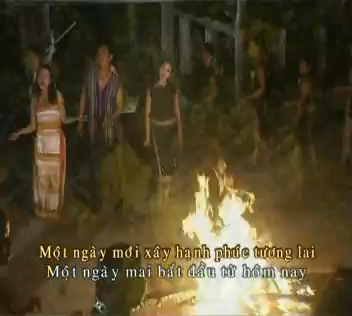 Một ngày mới xây hạnh phúc tương lai
Một ngày mai bắt đầu từ hôm nay